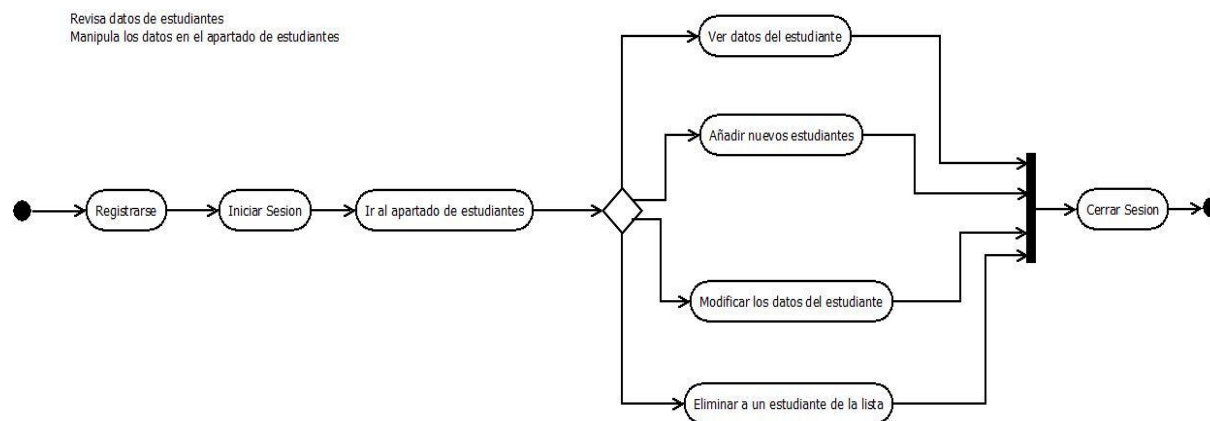 Revisa datos de estudiantes
Manipula los datos en el apartado de estudiantes
Ver datos del estudiante
Añadir nuevos estudiantes
Registrarse
Iniciar Sesion
Ir al apartado de estudiantes
Cerrar Sesion
Modificar los datos del estudiante
Eliminar a un estudiante de la lista